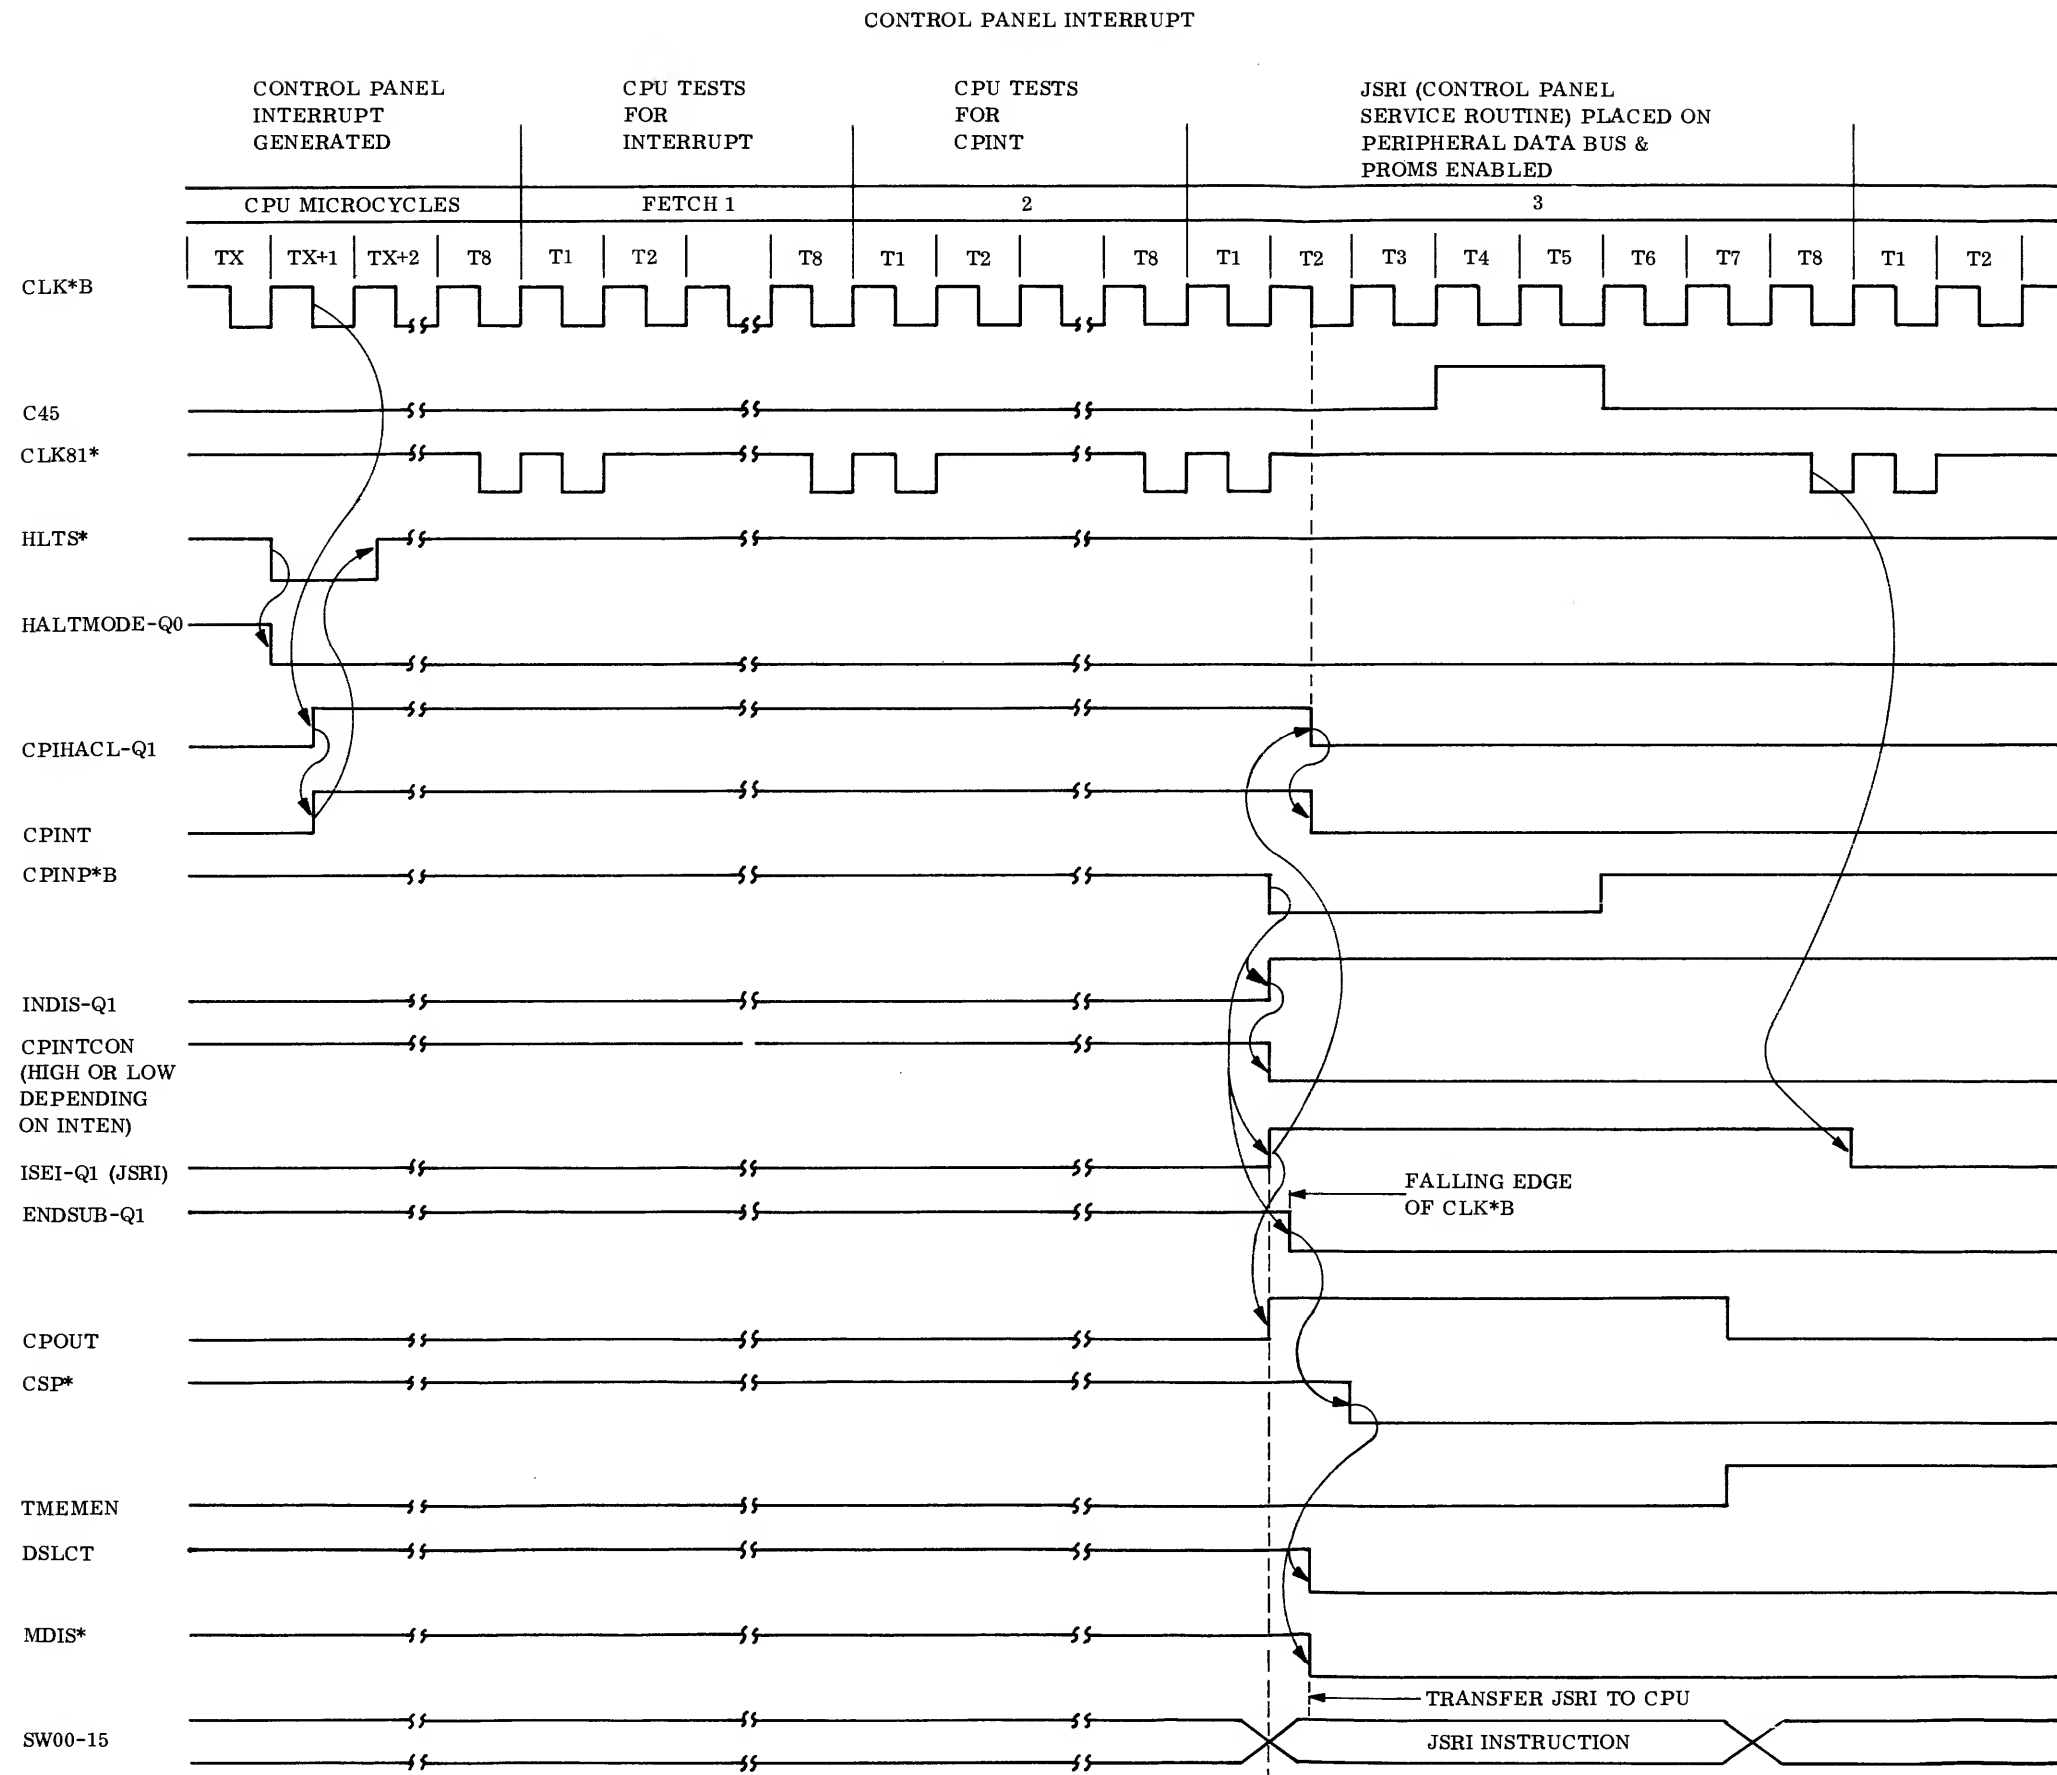 CONTROL PANEL INTERRUPT
CONTROL PANEL
INTERRUPT
GENERATED
CPU TESTS
FOR
INTERRUPT
CPU TESTS
FOR
CPINT
JSRI (CONTROL PANEL
SERVICE ROUTINE) PLACED ON
PERIPHERAL DATA BUS &
PROMS ENABLED
CPU MICROCYCLES FETCH 1 2 3
TX TX+1 TX+2 T8 T1 T2 T8 T1 T2 T8 T1 T2 T3 T4 T5 T6 T7 T8 T1 T2
CLK*B
C45
CLK81*
HLTS*
HALTMODE-Q0
CPIHACL-Q1
CPINT
CPINP*B
INDIS-Q1
CPINTCON
(HIGH OR LOW
DEPENDING
ON INTEN)
ISEI-Q1 (JSRI)
FALLING EDGE
OF CLK*B
ENDSUB-Q1
CPOUT
CSP*
TMEMEN
DSLCT
MDIS*
TRANSFER JSRI TO CPU
SW00-15
JSRI INSTRUCTION